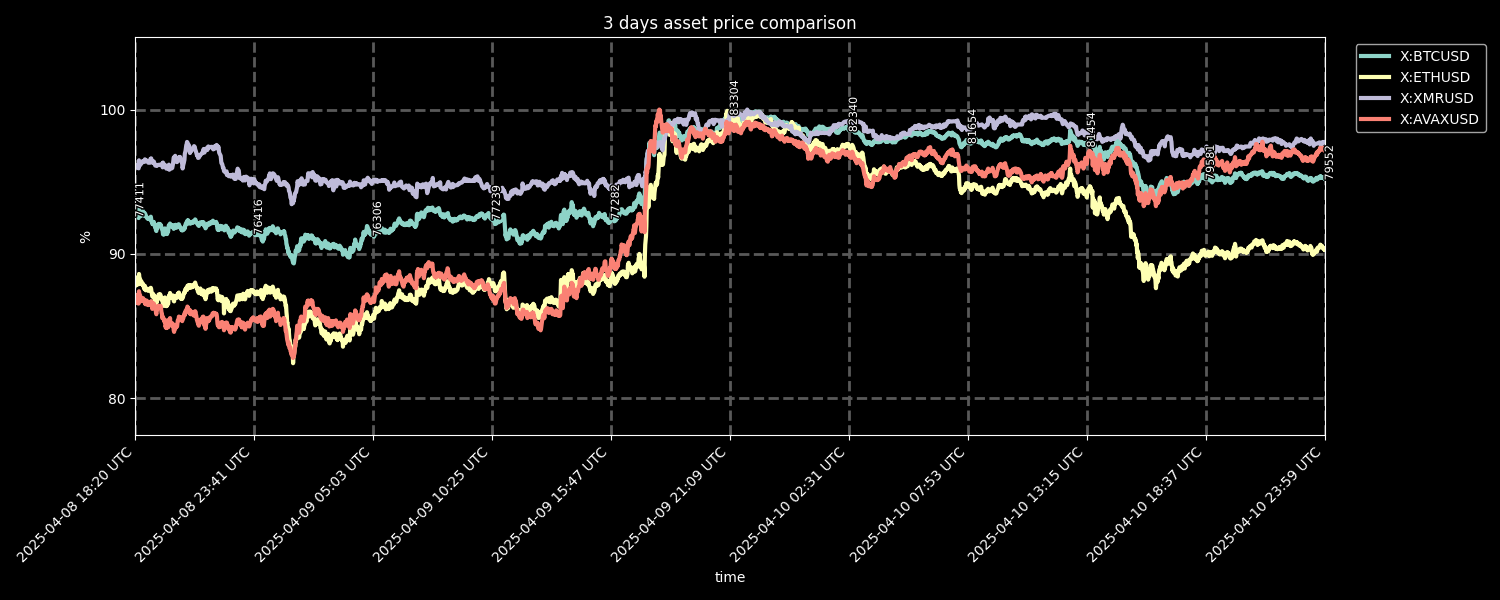 3 days asset price comparison
X:BTCUSD
X:ETHUSD
X:XMRUSD
X:AVAXUSD
100
90
80
%
77411
76416
76306
77239
77282
83304
82340
81654
81454
79581
79552
2025-04-08 18:20 UTC
2025-04-08 23:41 UTC
2025-04-09 05:03 UTC
2025-04-09 10:25 UTC
2025-04-09 15:47 UTC
2025-04-09 21:09 UTC
2025-04-10 02:31 UTC
2025-04-10 07:53 UTC
2025-04-10 13:15 UTC
2025-04-10 18:37 UTC
2025-04-10 23:59 UTC
time